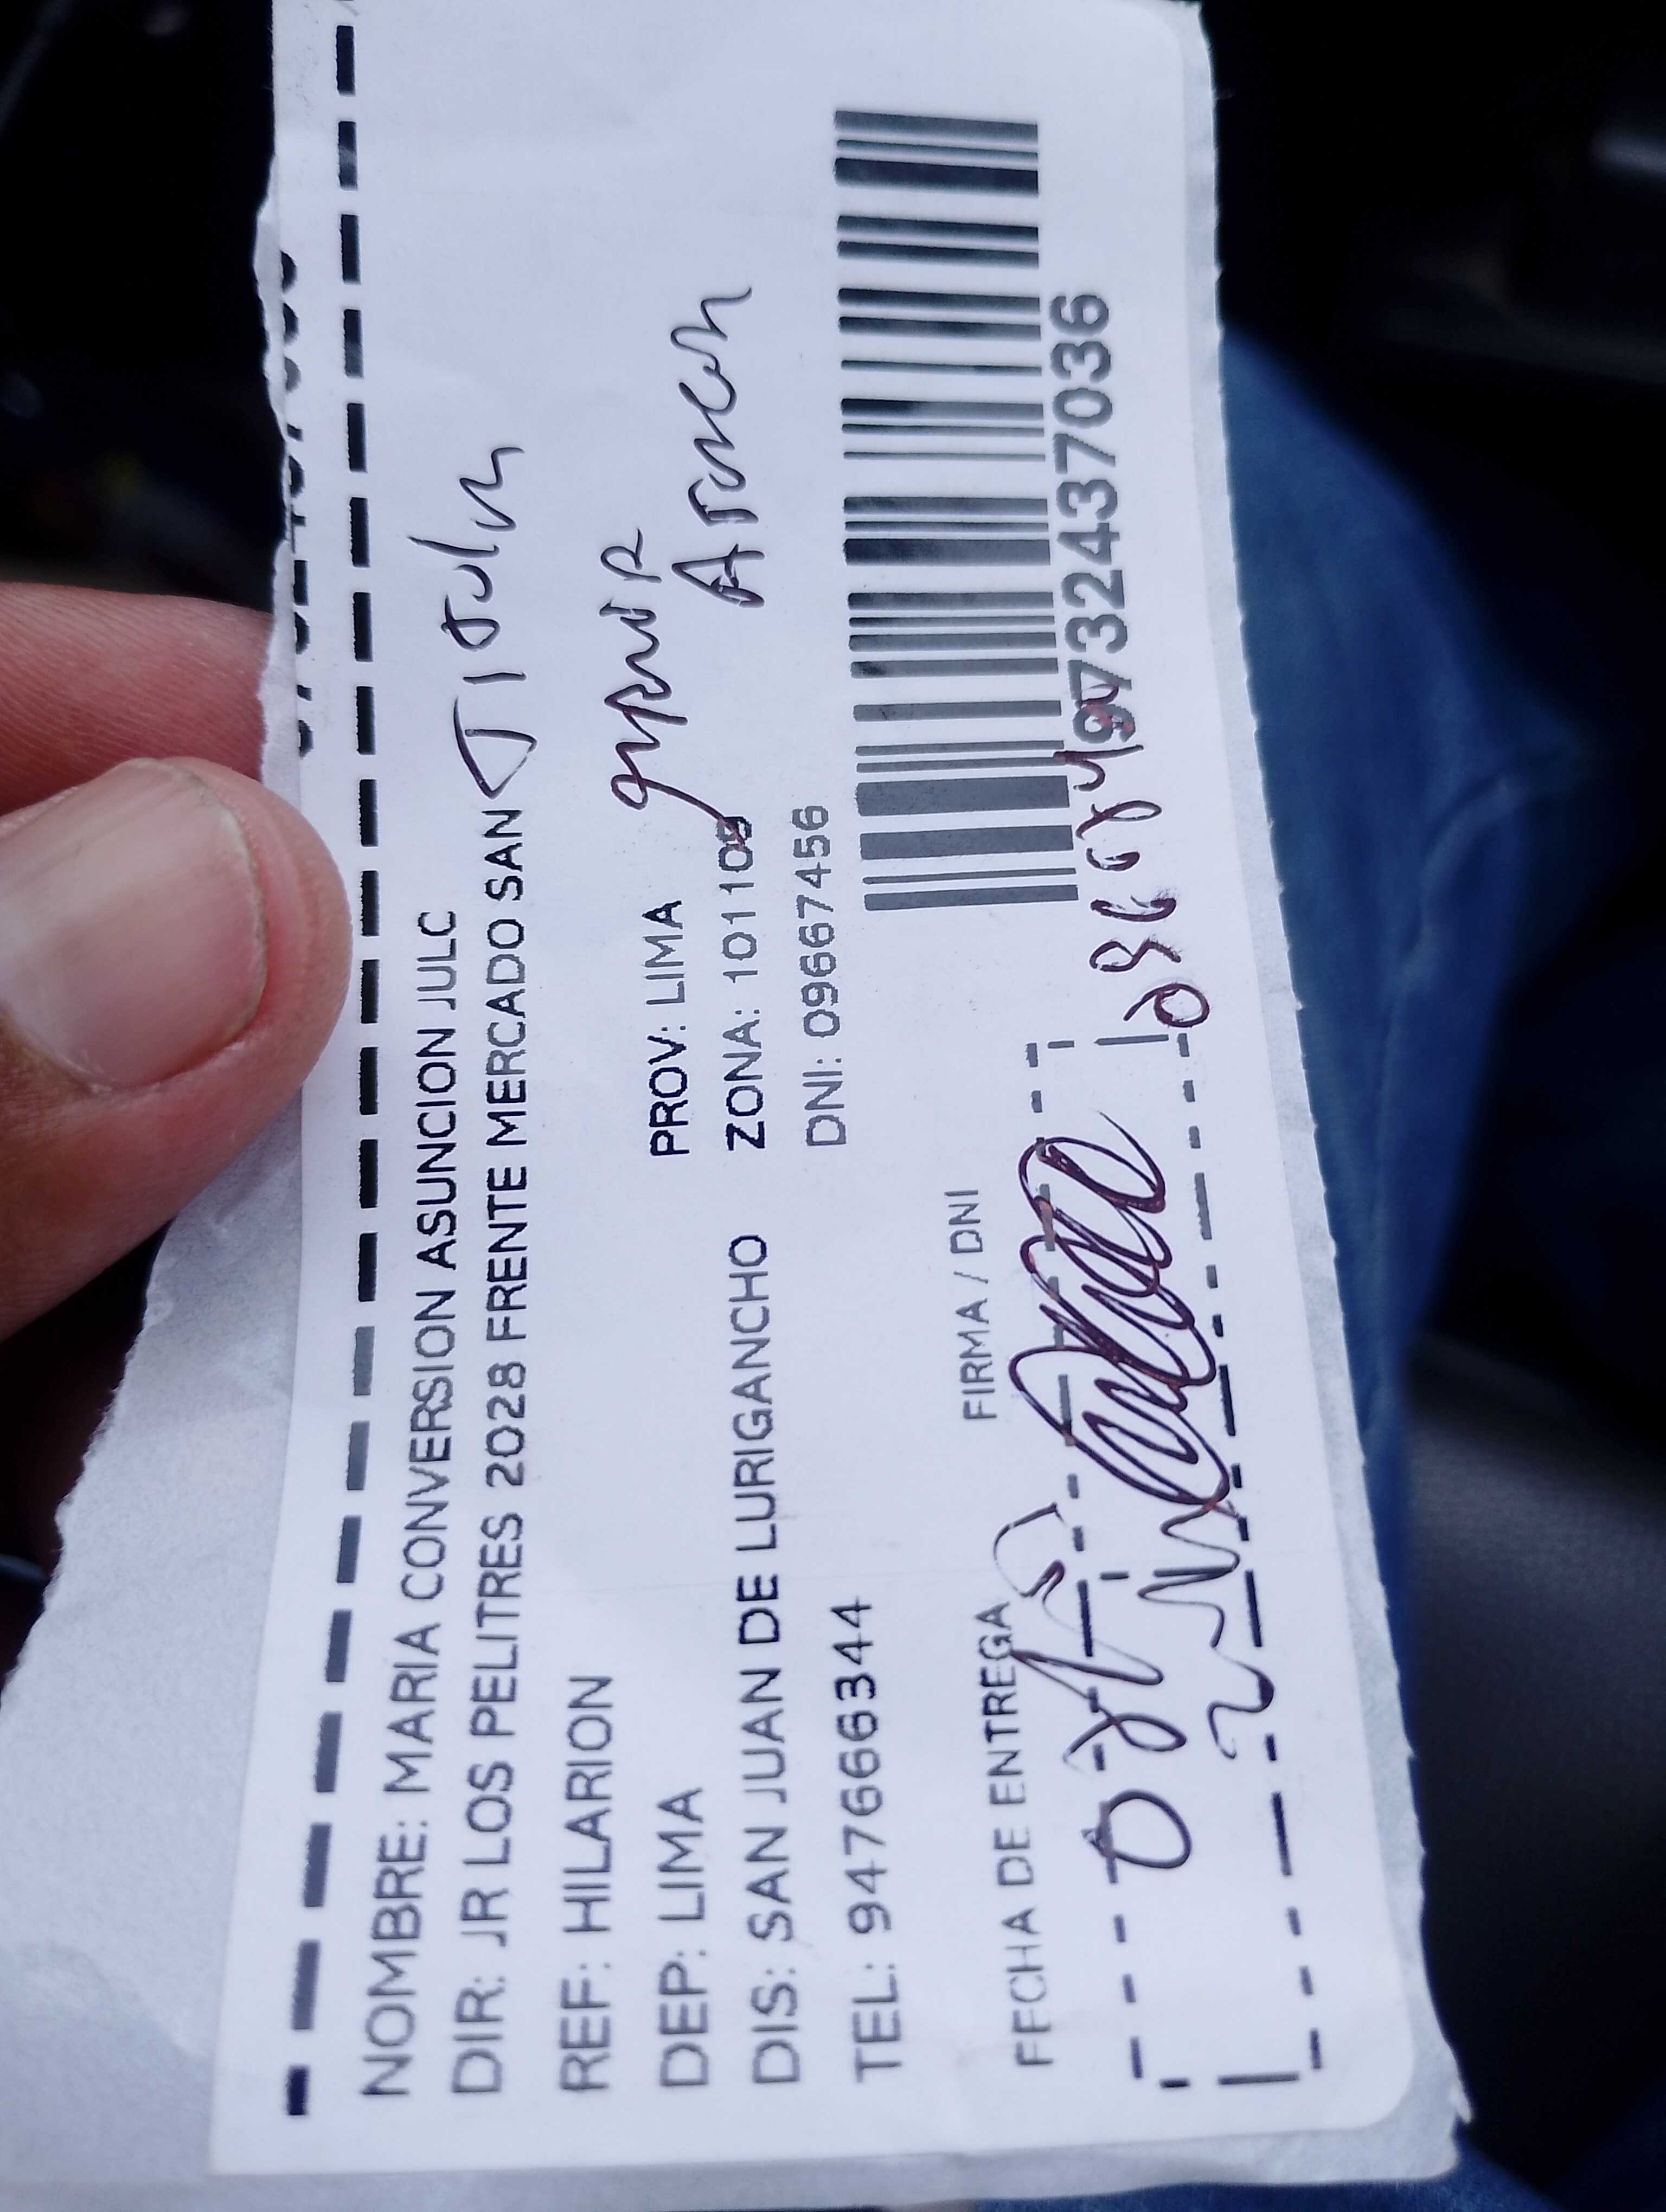 NOMBRE: MARIA CONVERSION ASUNCION JULC
DIR: JR LOS PELITRES 2028 FRENTE MERCADO SAN
REF: HILARION
DEP: LIMA PROV: LIMA
DIS: SAN JUAN DE LURIGANCHO ZONA: 101109
TEL: 947666344 DNI: 09667456
FECHA DE ENTREGA FIRMA / DNI
9732437036